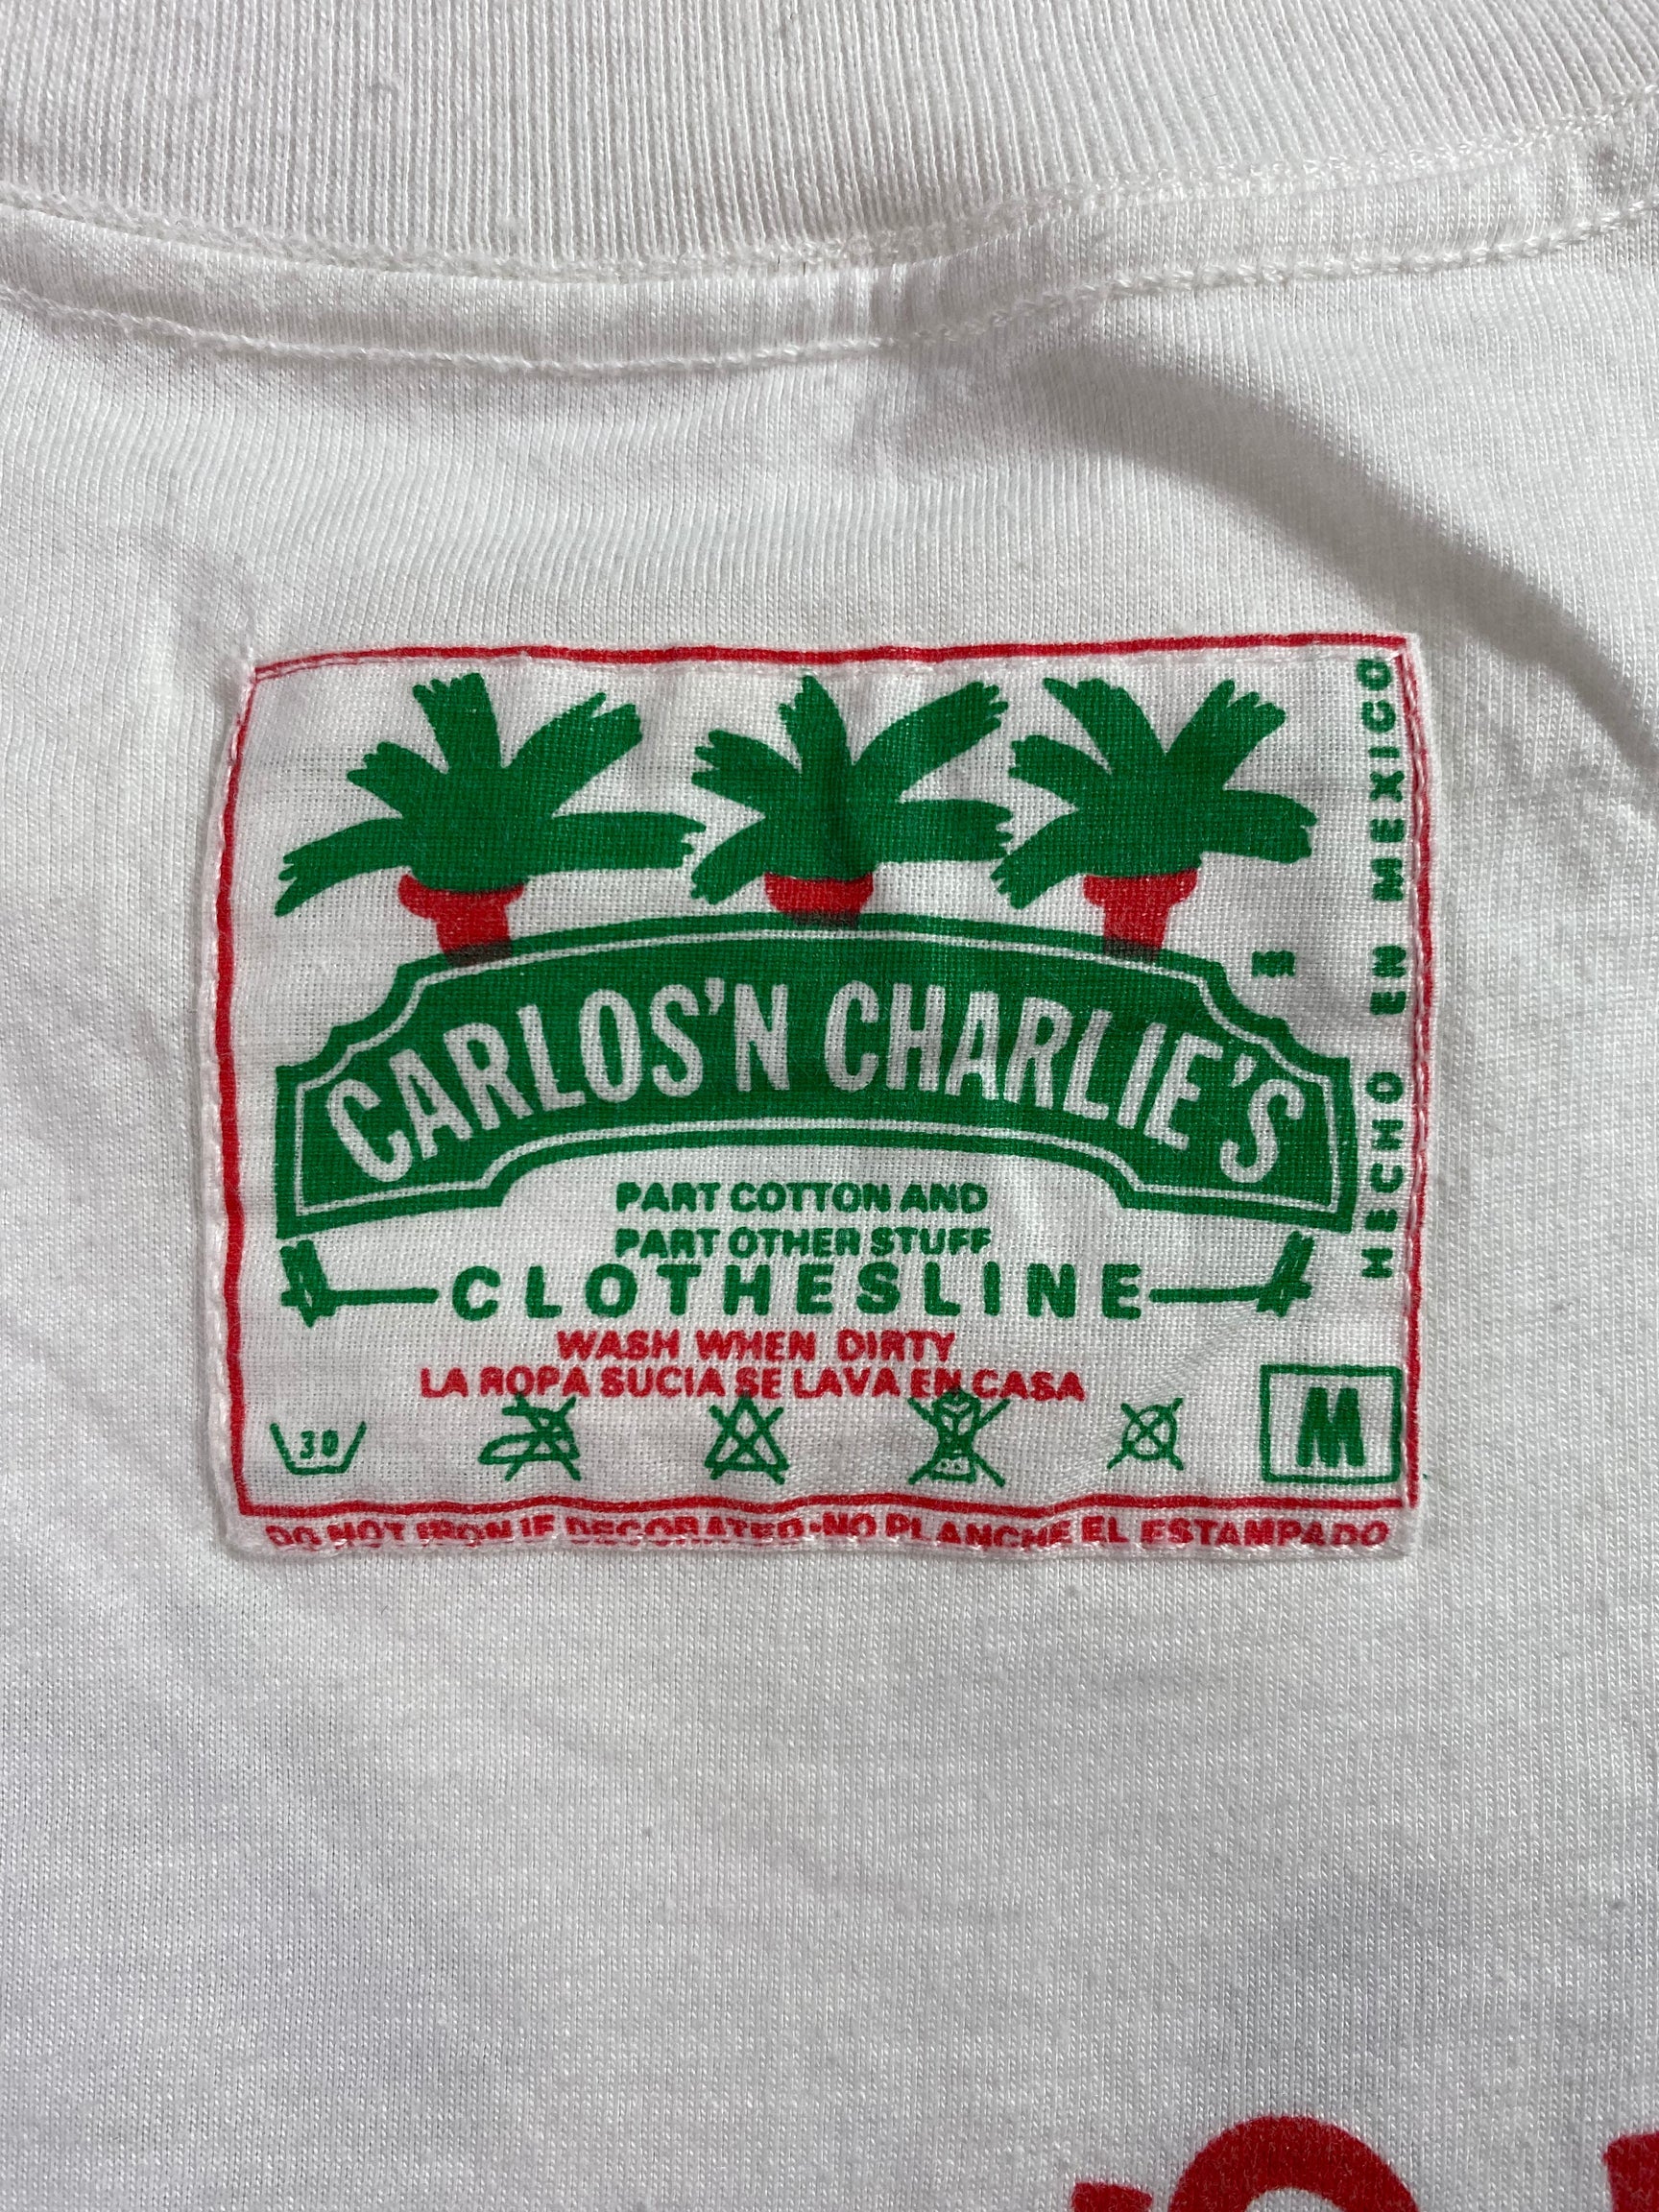 CARLOS'N CHARLIE'S
PART COTTON AND
PART OTHER STUFF
CLOTHESLINE
WASH WHEN DIRTY
LA ROPA SUCIA SE LAVA EN CASA
30
M
DO NOT IRON IF DECORATED·NO PLANCHE EL ESTAMPADO
HECHO EN MEXICO